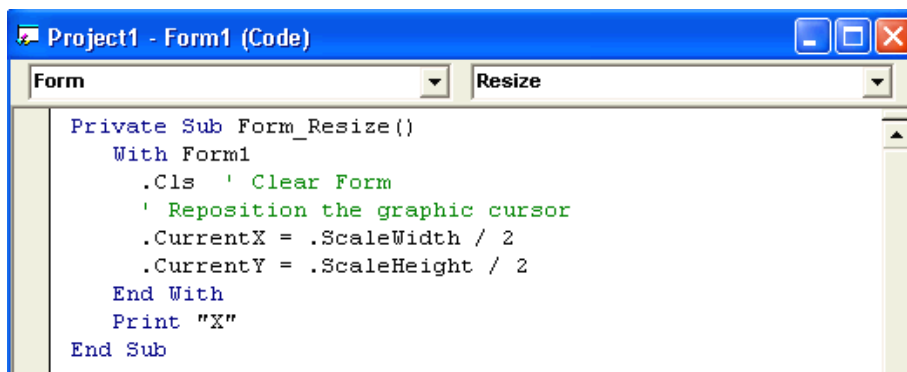 Project1 - Form1 (Code)
Form Resize
Private Sub Form_Resize()
With Form1
.Cls ' Clear Form
' Reposition the graphic cursor
.CurrentX = .ScaleWidth / 2
.CurrentY = .ScaleHeight / 2
End With
Print "X"
End Sub